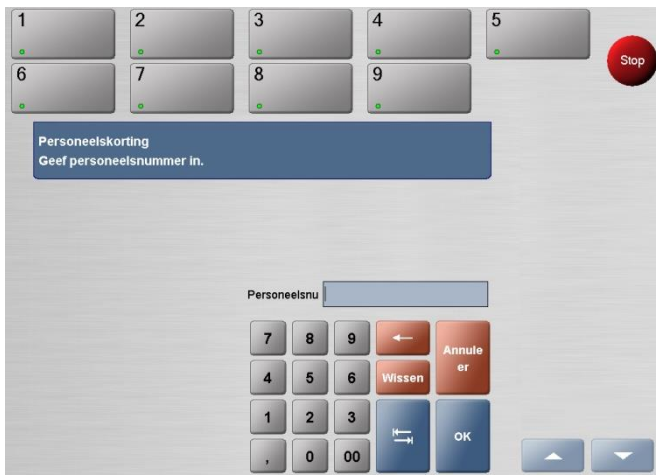 1
2
3
4
5
Stop
6
7
8
9
Personeelskorting
Geef personeelsnummer in.
Personeelsnu
7
8
9
Annule
er
4
5
6
Wissen
1
2
3
OK
,
0
00